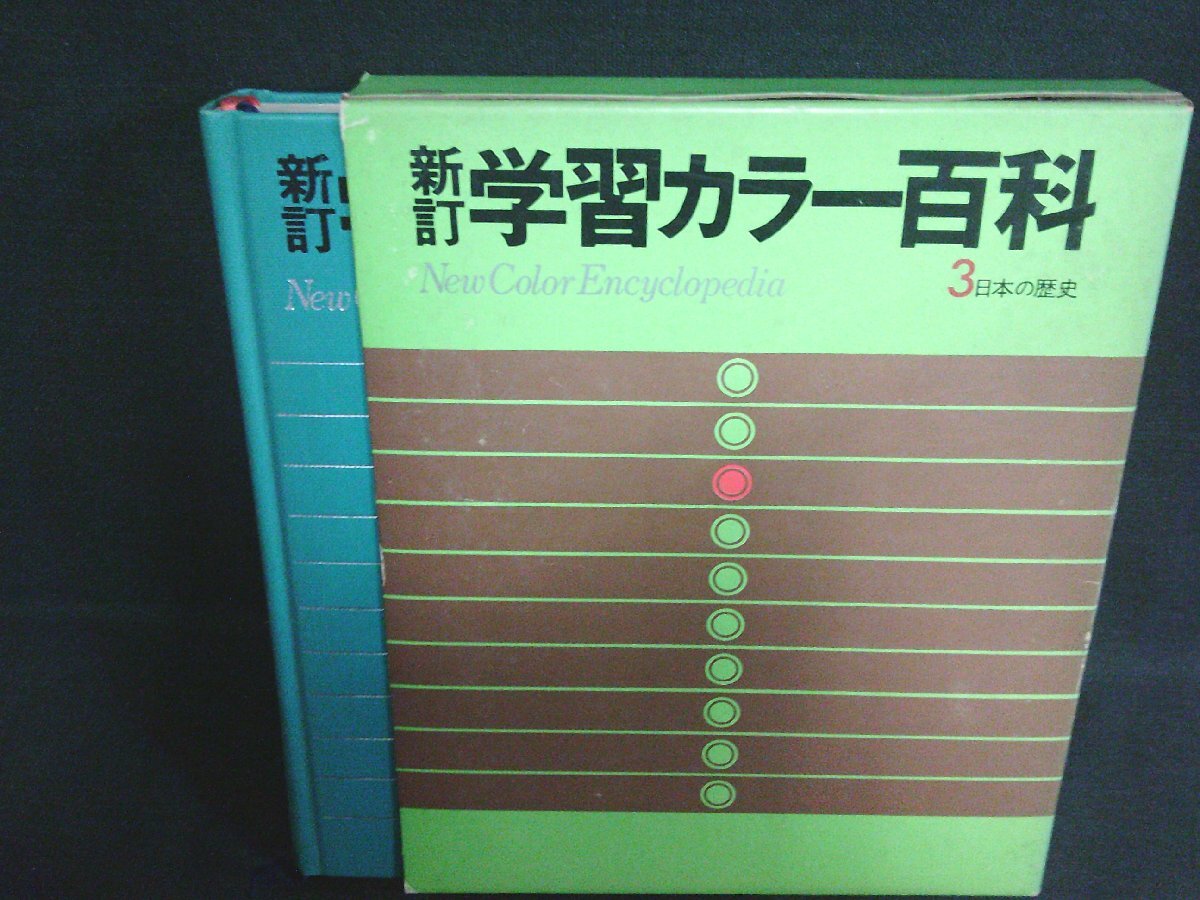 新訂
New
新訂 学習カラー百科
New Color Encyclopedia
3 日本の歴史